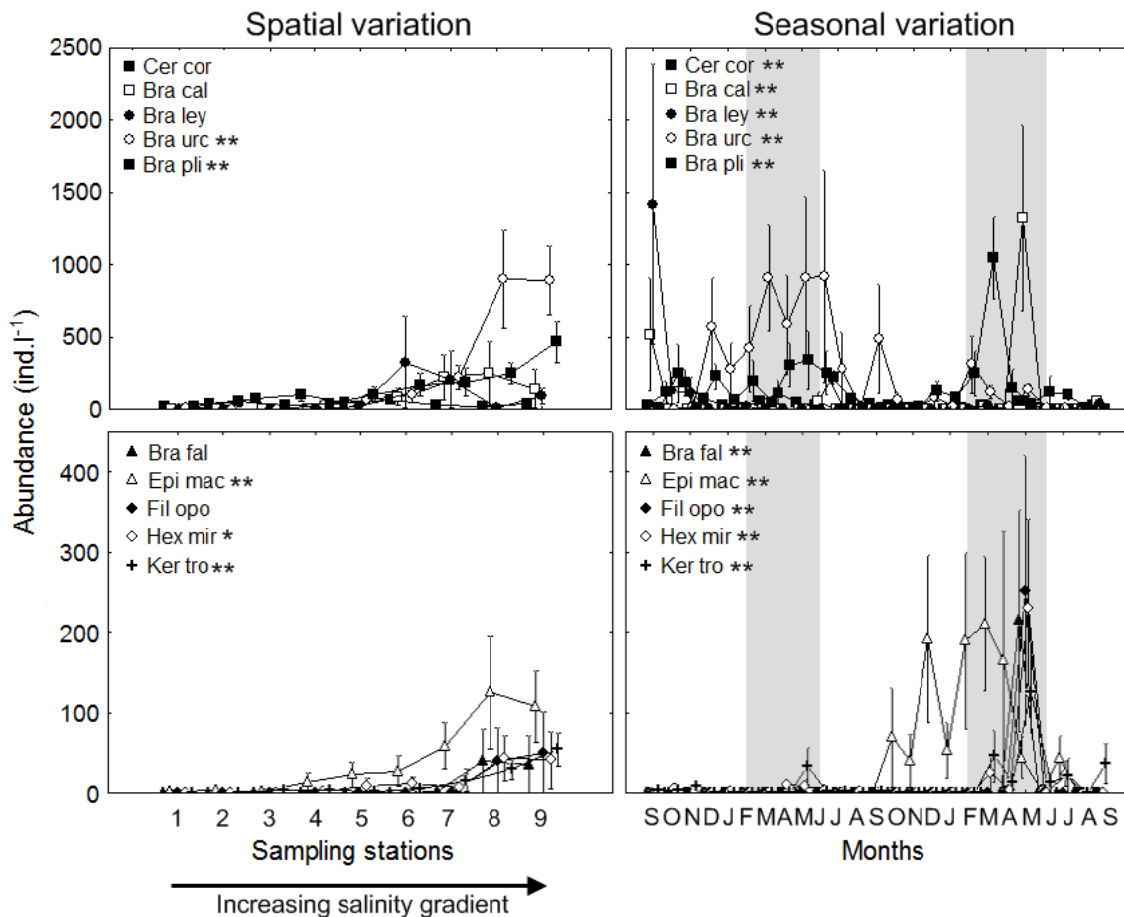 Spatial variation
Seasonal variation
Abundance (ind.l⁻¹)
2500
2000
1500
1000
500
0
Cer cor
Bra cal
Bra ley
Bra urc **
Bra pli **
Cer cor **
Bra cal **
Bra ley **
Bra urc **
Bra pli **
400
300
200
100
0
Bra fal
Epi mac **
Fil opo
Hex mir *
Ker tro **
Bra fal **
Epi mac **
Fil opo **
Hex mir **
Ker tro **
1 2 3 4 5 6 7 8 9
Sampling stations
S O N D J F M A M J J A S O N D J F M A M J J A S
Months
Increasing salinity gradient